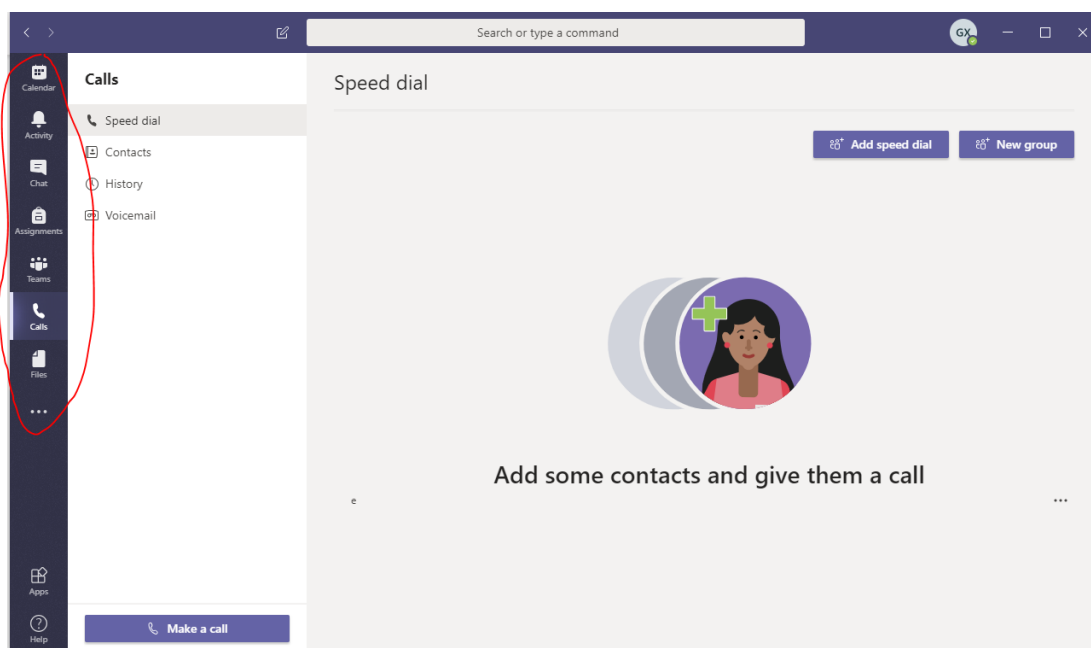 Search or type a command
GX
Calendar
Activity
Chat
Assignments
Teams
Calls
Files
Apps
Help
Calls
Speed dial
Contacts
History
Voicemail
Make a call
Speed dial
Add speed dial
New group
Add some contacts and give them a call
e